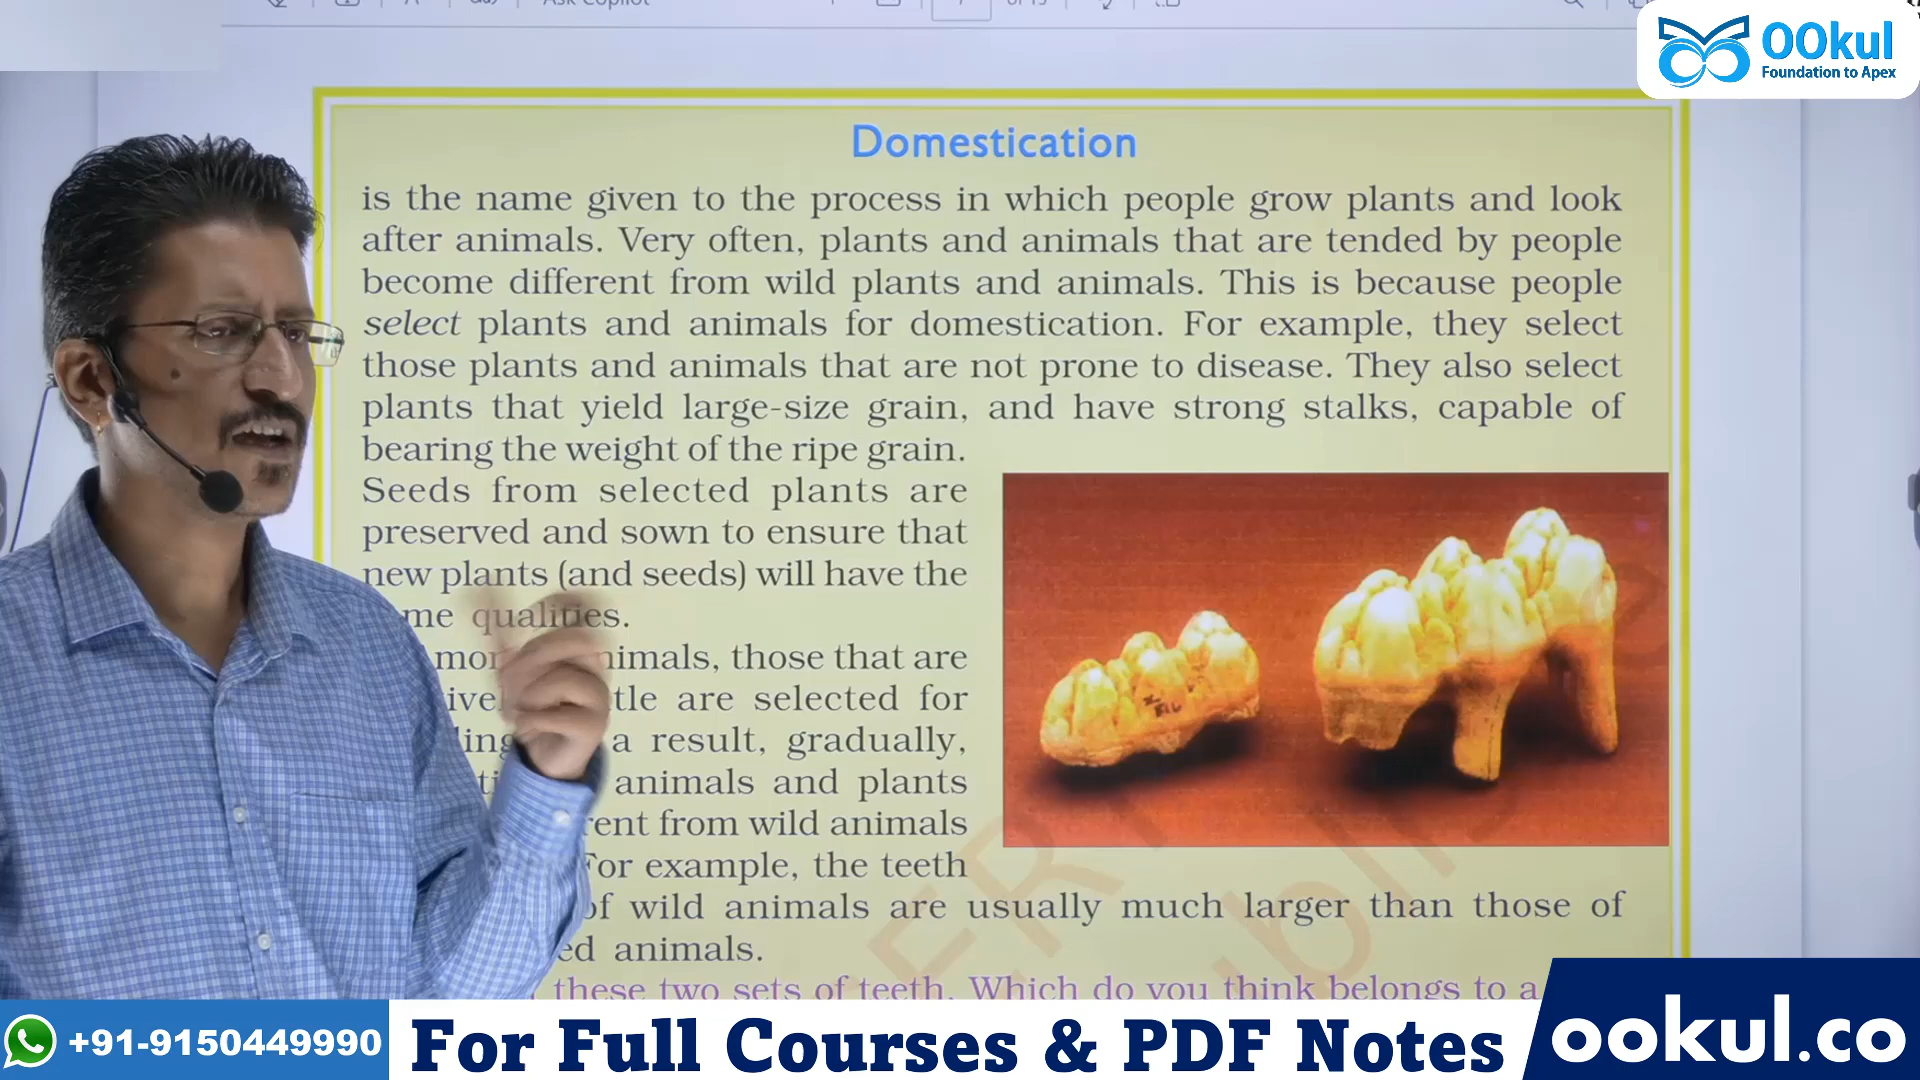 Ask Copilot
OOkul
Foundation to Apex
Domestication
is the name given to the process in which people grow plants and look
after animals. Very often, plants and animals that are tended by people
become different from wild plants and animals. This is because people
select plants and animals for domestication. For example, they select
those plants and animals that are not prone to disease. They also select
plants that yield large-size grain, and have strong stalks, capable of
bearing the weight of the ripe grain.
Seeds from selected plants are
preserved and sown to ensure that
new plants (and seeds) will have the
me qualities.
nimals, those that are
tle are selected for
a result, gradually,
animals and plants
rent from wild animals
For example, the teeth
of wild animals are usually much larger than those of
ed animals.
these two sets of teeth. Which do you think belongs to a
+91-9150449990
For Full Courses & PDF Notes
ookul.co